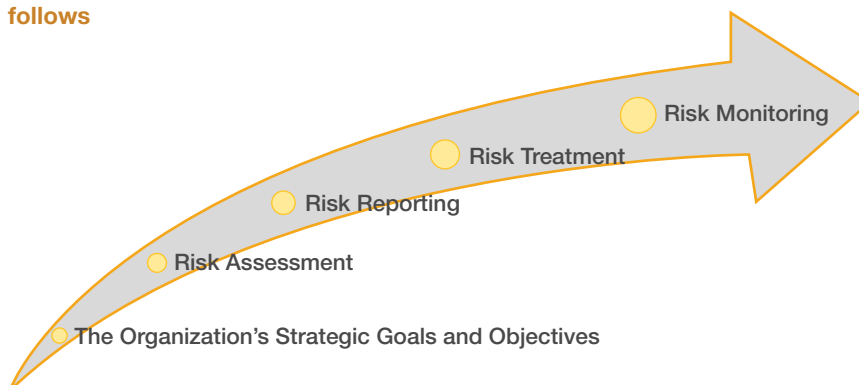 follows
Risk Monitoring
Risk Treatment
Risk Reporting
Risk Assessment
The Organization’s Strategic Goals and Objectives